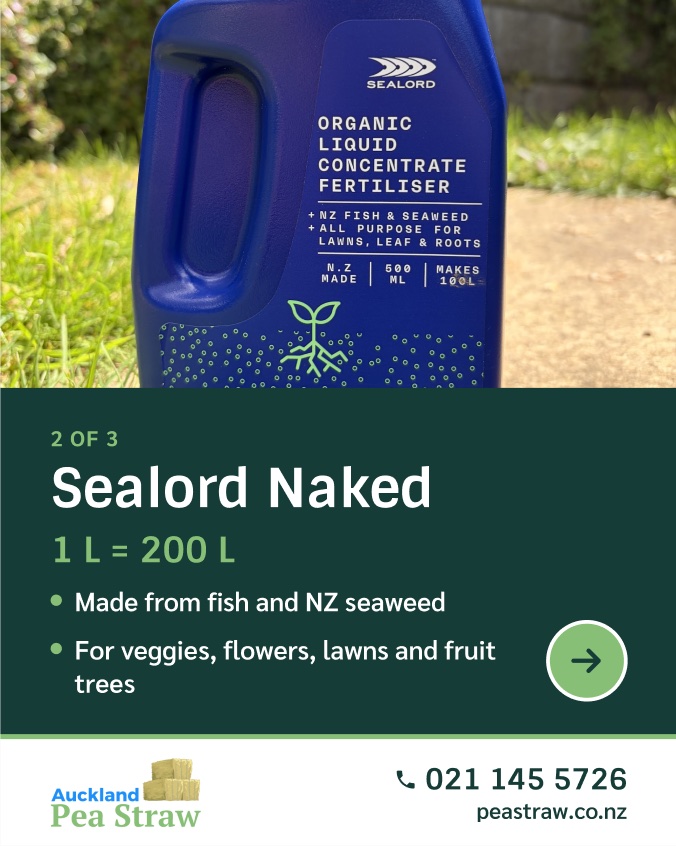 SEALORD
ORGANIC
LIQUID
CONCENTRATE
FERTILISER
+ NZ FISH & SEAWEED
+ ALL PURPOSE FOR
LAWNS, LEAF & ROOTS
N.Z MADE
500 ML
MAKES 100L
2 OF 3
Sealord Naked
1 L = 200 L
Made from fish and NZ seaweed
For veggies, flowers, lawns and fruit
trees
Auckland
Pea Straw
021 145 5726
peastraw.co.nz